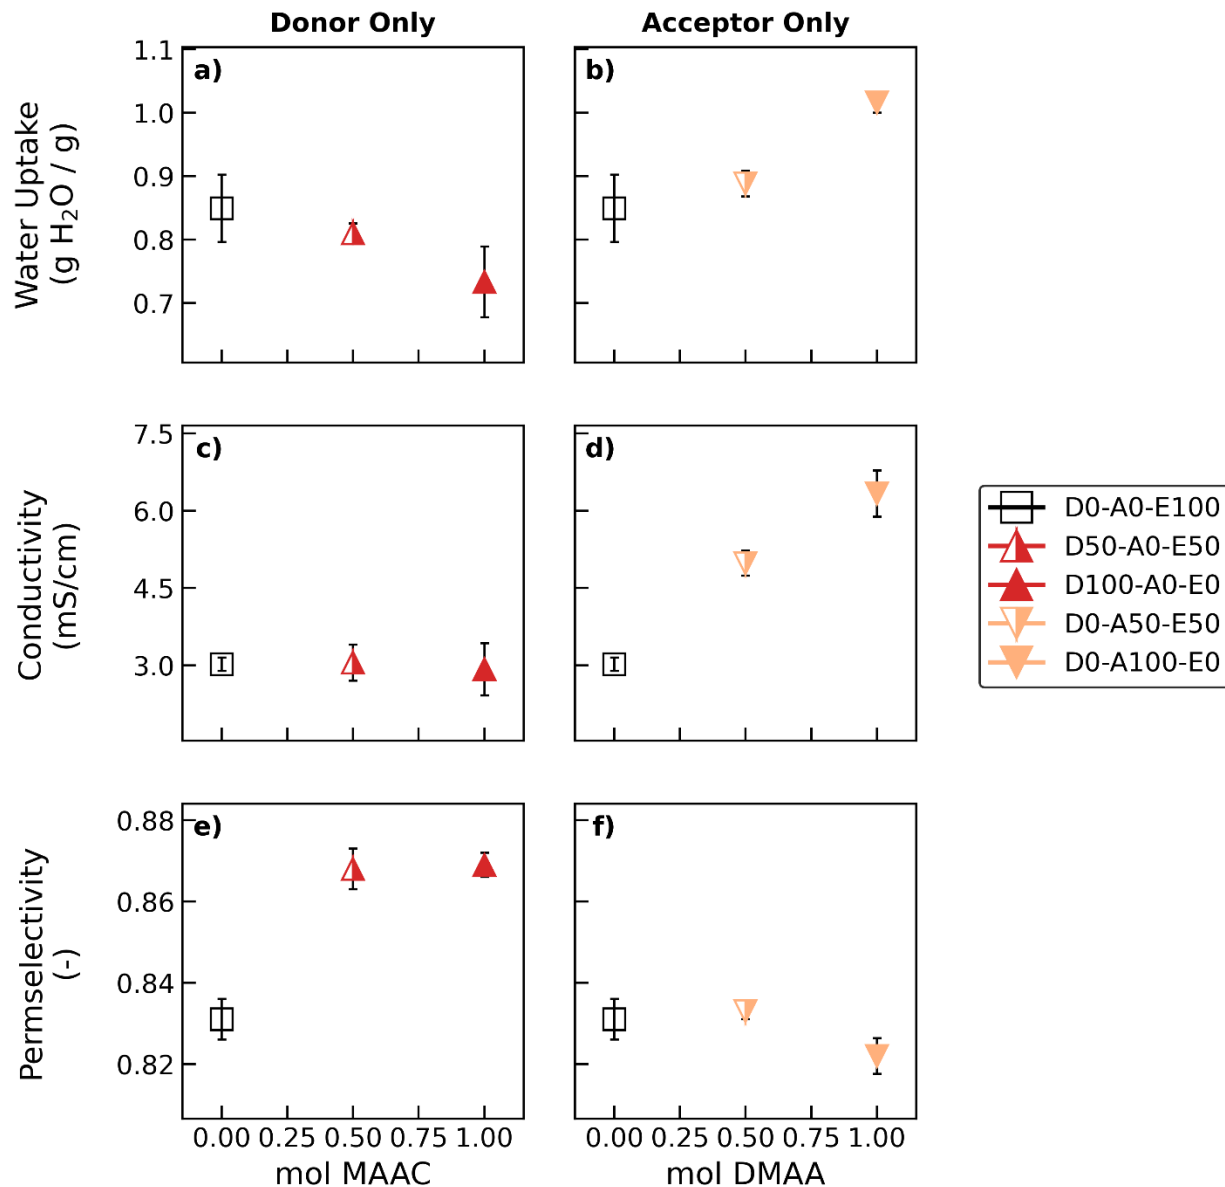 Donor Only
Acceptor Only
Water Uptake
(g H₂O / g)
1.1
1.0
0.9
0.8
0.7
a)
b)
Conductivity
(mS/cm)
7.5
6.0
4.5
3.0
c)
d)
D0-A0-E100
D50-A0-E50
D100-A0-E0
D0-A50-E50
D0-A100-E0
Permselectivity
(-)
0.88
0.86
0.84
0.82
e)
f)
0.00 0.25 0.50 0.75 1.00
mol MAAC
0.00 0.25 0.50 0.75 1.00
mol DMAA